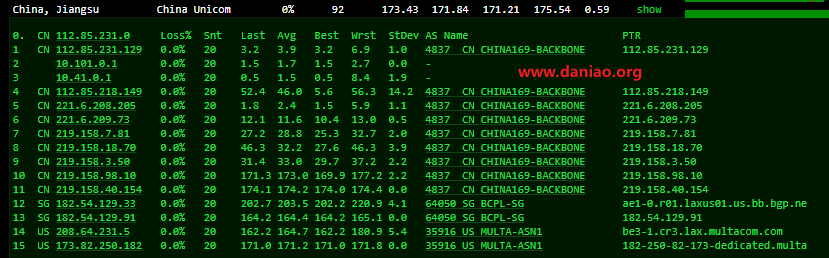 China, Jiangsu China Unicom 0% 92 173.43 171.84 171.21 175.54 0.59 show
0. CN 112.85.231.0 Loss% Snt Last Avg Best Wrst StDev AS Name PTR
1 CN 112.85.231.129 0.0% 20 3.2 3.9 3.2 6.9 1.0 4837 CN CHINA169-BACKBONE 112.85.231.129
2 10.101.0.1 0.0% 20 1.5 1.7 1.5 2.7 0.0 -
3 10.41.0.1 0.0% 20 0.5 1.5 0.5 8.4 1.9 -
www.daniao.org
4 CN 112.85.218.149 0.0% 20 52.4 46.0 5.6 56.3 14.2 4837 CN CHINA169-BACKBONE 112.85.218.149
5 CN 221.6.208.205 0.0% 20 1.8 2.4 1.5 5.9 1.1 4837 CN CHINA169-BACKBONE 221.6.208.205
6 CN 221.6.209.73 0.0% 20 12.1 11.6 10.4 13.0 0.5 4837 CN CHINA169-BACKBONE 221.6.209.73
7 CN 219.158.7.81 0.0% 20 27.2 28.8 25.3 32.7 2.0 4837 CN CHINA169-BACKBONE 219.158.7.81
8 CN 219.158.18.70 0.0% 20 46.3 32.2 27.6 46.3 3.9 4837 CN CHINA169-BACKBONE 219.158.18.70
9 CN 219.158.3.50 0.0% 20 31.4 33.0 29.7 37.2 2.2 4837 CN CHINA169-BACKBONE 219.158.3.50
10 CN 219.158.98.10 0.0% 20 171.3 173.0 169.9 177.2 2.2 4837 CN CHINA169-BACKBONE 219.158.98.10
11 CN 219.158.40.154 0.0% 20 174.1 174.2 174.0 174.4 0.0 4837 CN CHINA169-BACKBONE 219.158.40.154
12 SG 182.54.129.33 0.0% 20 202.7 203.5 202.2 220.9 4.1 64050 SG BCPL-SG ae1-0.r01.laxus01.us.bb.bgp.ne
13 SG 182.54.129.91 0.0% 20 164.2 164.4 164.2 165.1 0.0 64050 SG BCPL-SG 182.54.129.91
14 US 208.64.231.5 0.0% 20 162.2 164.7 162.2 180.9 5.4 35916 US MULTA-ASN1 be3-1.cr3.lax.multacom.com
15 US 173.82.250.182 0.0% 20 171.0 171.2 171.0 171.8 0.0 35916 US MULTA-ASN1 182-250-82-173-dedicated.multa